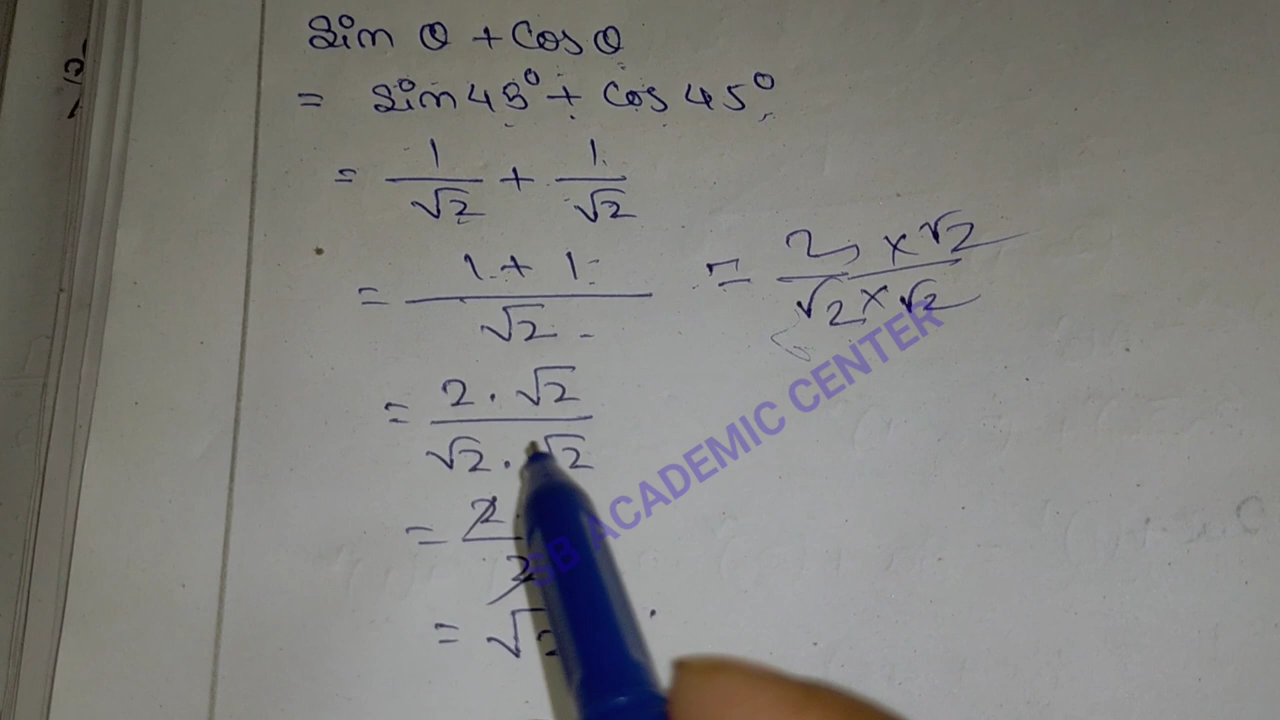 sin θ + cos θ
= sin 45° + cos 45°
= 1/√2 + 1/√2
= (1 + 1)/√2 = (2 × √2)/(√2 × √2)
= (2 . √2)/(√2 . √2)
= 2/2
= √2
SB ACADEMIC CENTER